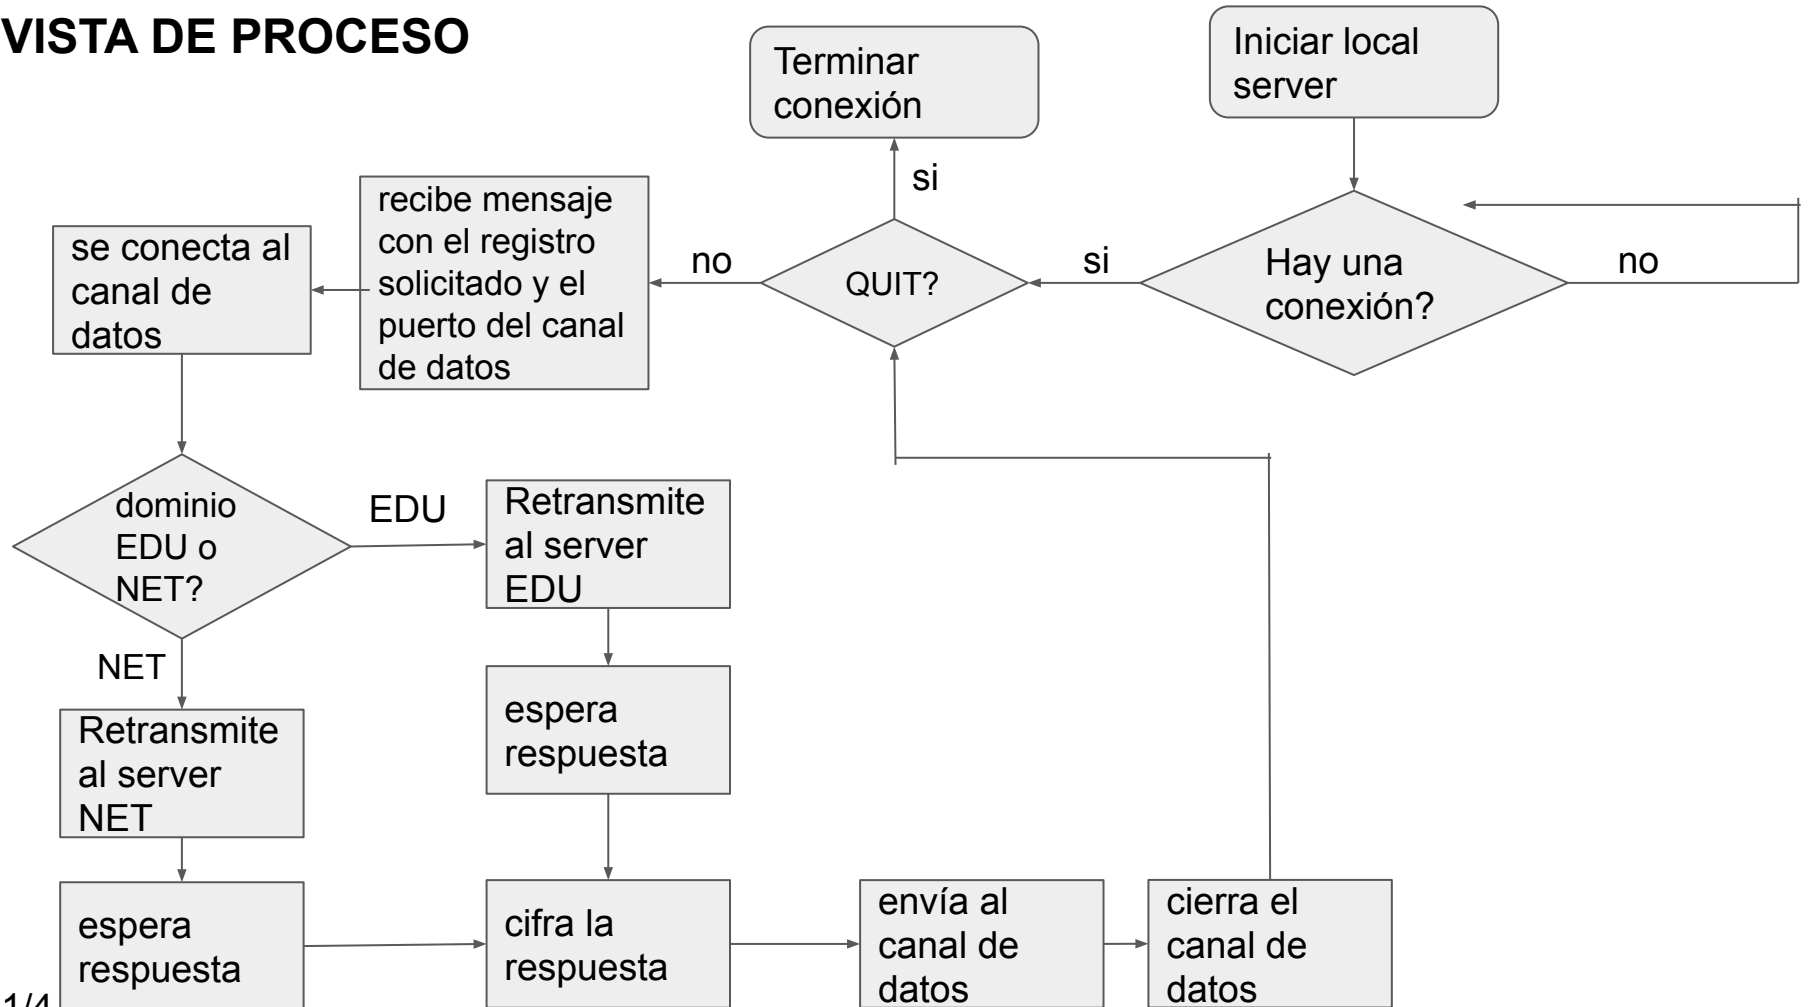 VISTA DE PROCESO
Terminar
conexión
Iniciar local
server
si
recibe mensaje
con el registro
solicitado y el
puerto del canal
de datos
se conecta al
canal de
datos
no
QUIT?
si
Hay una
conexión?
no
dominio
EDU o
NET?
EDU
Retransmite
al server
EDU
NET
Retransmite
al server
NET
espera
respuesta
espera
respuesta
cifra la
respuesta
envía al
canal de
datos
cierra el
canal de
datos
1/4